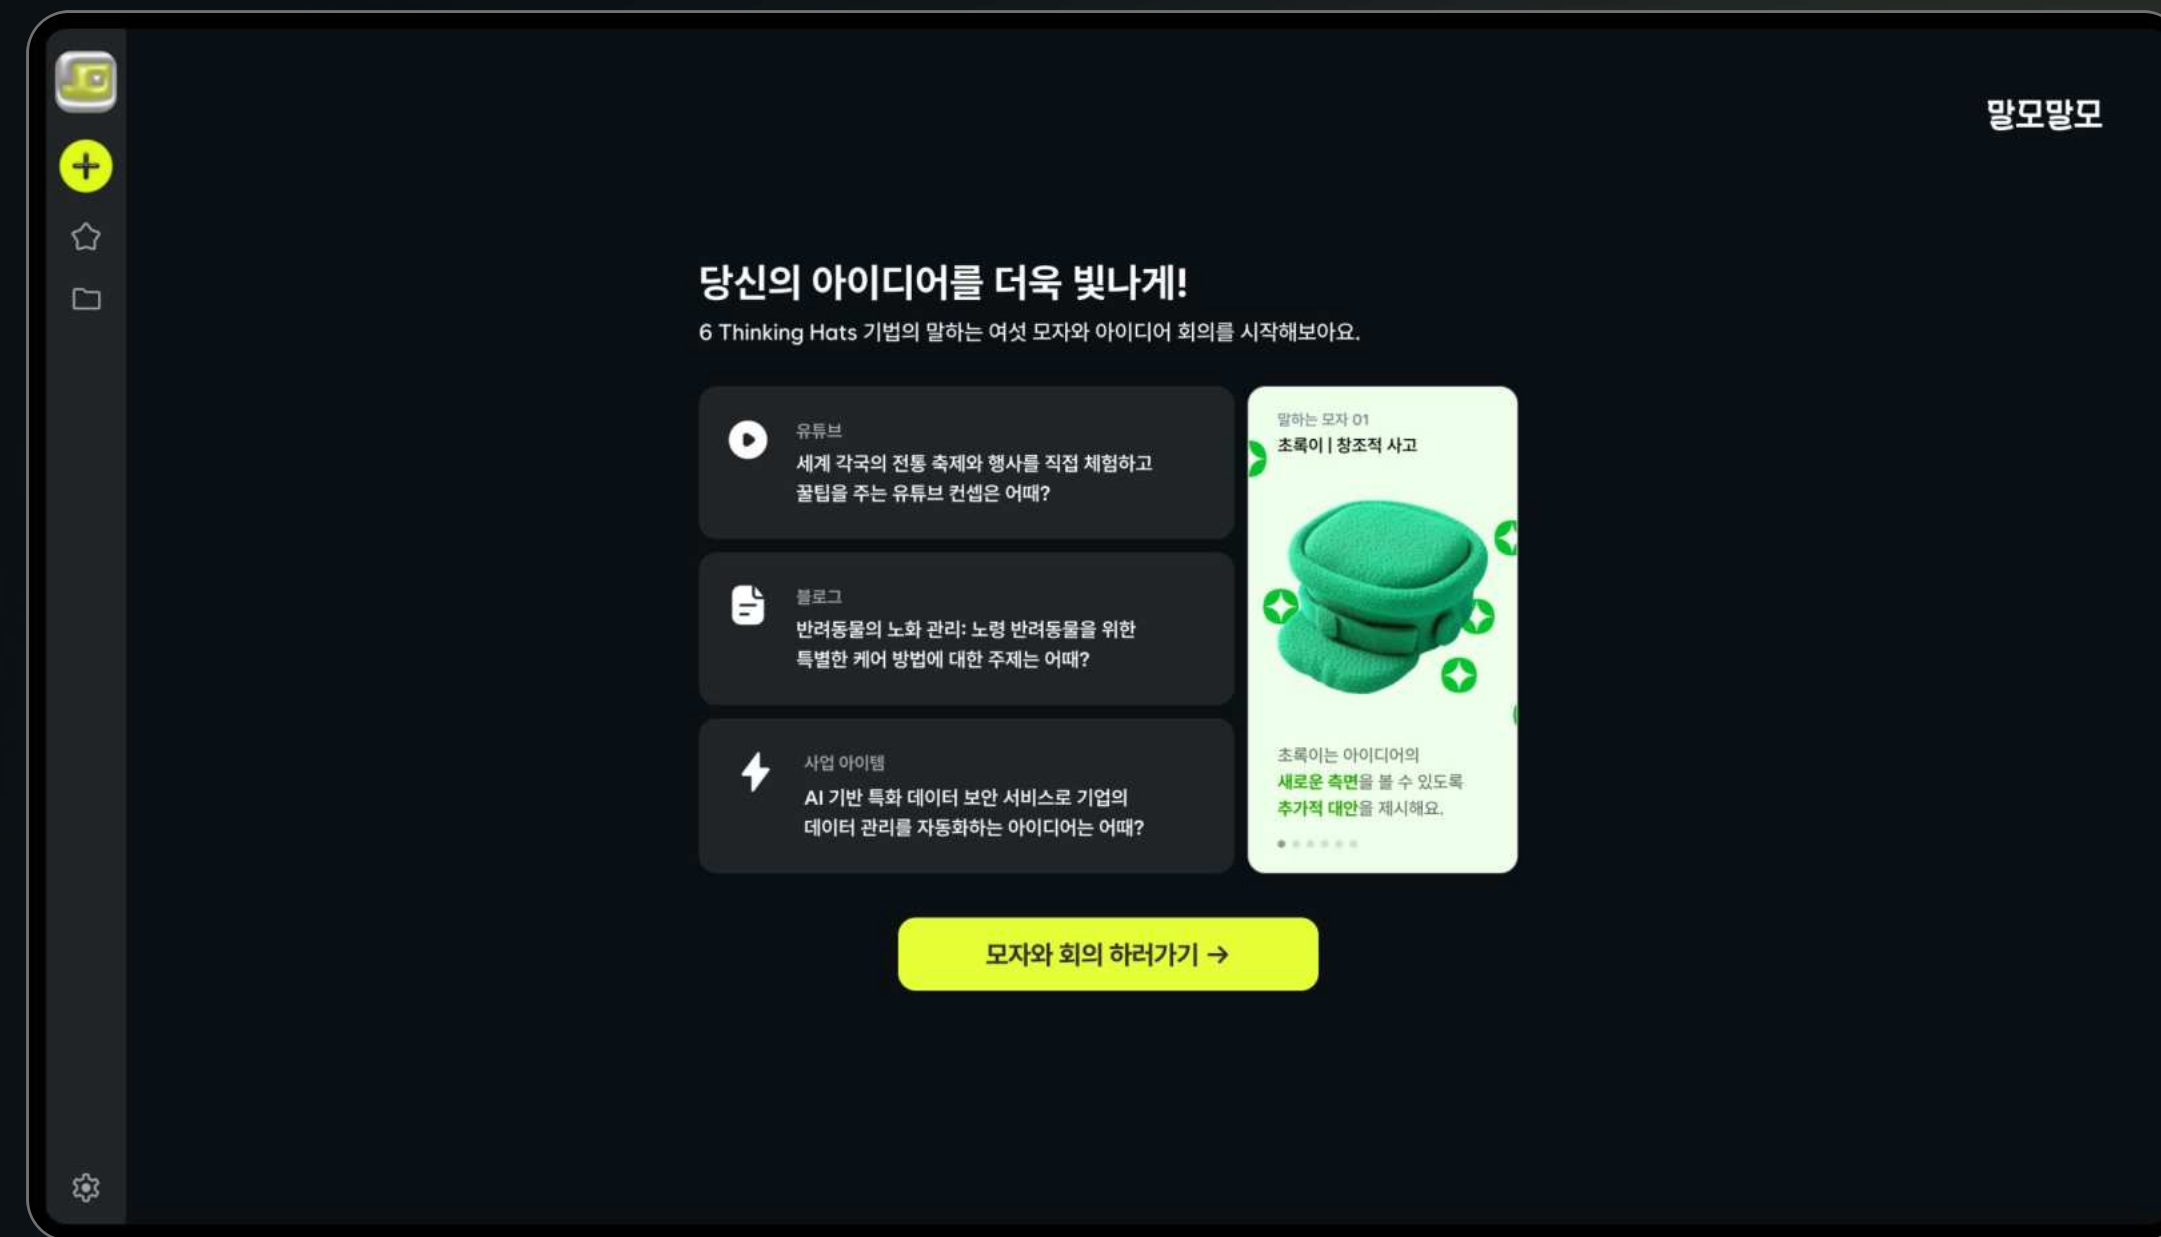 말모말모
당신의 아이디어를 더욱 빛나게!
6 Thinking Hats 기법의 말하는 여섯 모자와 아이디어 회의를 시작해보아요.
유튜브
세계 각국의 전통 축제와 행사를 직접 체험하고
꿀팁을 주는 유튜브 컨셉은 어때?
블로그
반려동물의 노화 관리: 노령 반려동물을 위한
특별한 케어 방법에 대한 주제는 어때?
사업 아이템
AI 기반 특화 데이터 보안 서비스로 기업의
데이터 관리를 자동화하는 아이디어는 어때?
말하는 모자 01
초록이 | 창조적 사고
초록이는 아이디어의
새로운 측면을 볼 수 있도록
추가적 대안을 제시해요.
모자와 회의 하러가기 →